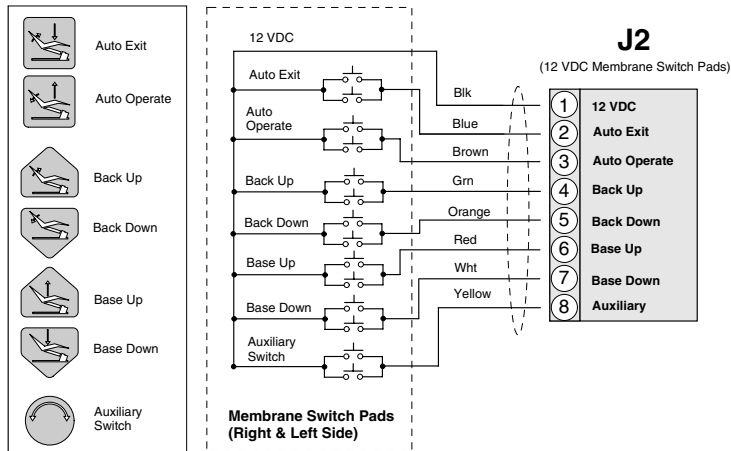 Auto Exit
Auto Operate
Back Up
Back Down
Base Up
Base Down
Auxiliary
Switch
12 VDC
Auto Exit
Auto
Operate
Back Up
Back Down
Base Up
Base Down
Auxiliary
Switch
Membrane Switch Pads
(Right & Left Side)
Blk
Blue
Brown
Grn
Orange
Red
Wht
Yellow
J2
(12 VDC Membrane Switch Pads)
1 12 VDC
2 Auto Exit
3 Auto Operate
4 Back Up
5 Back Down
6 Base Up
7 Base Down
8 Auxiliary